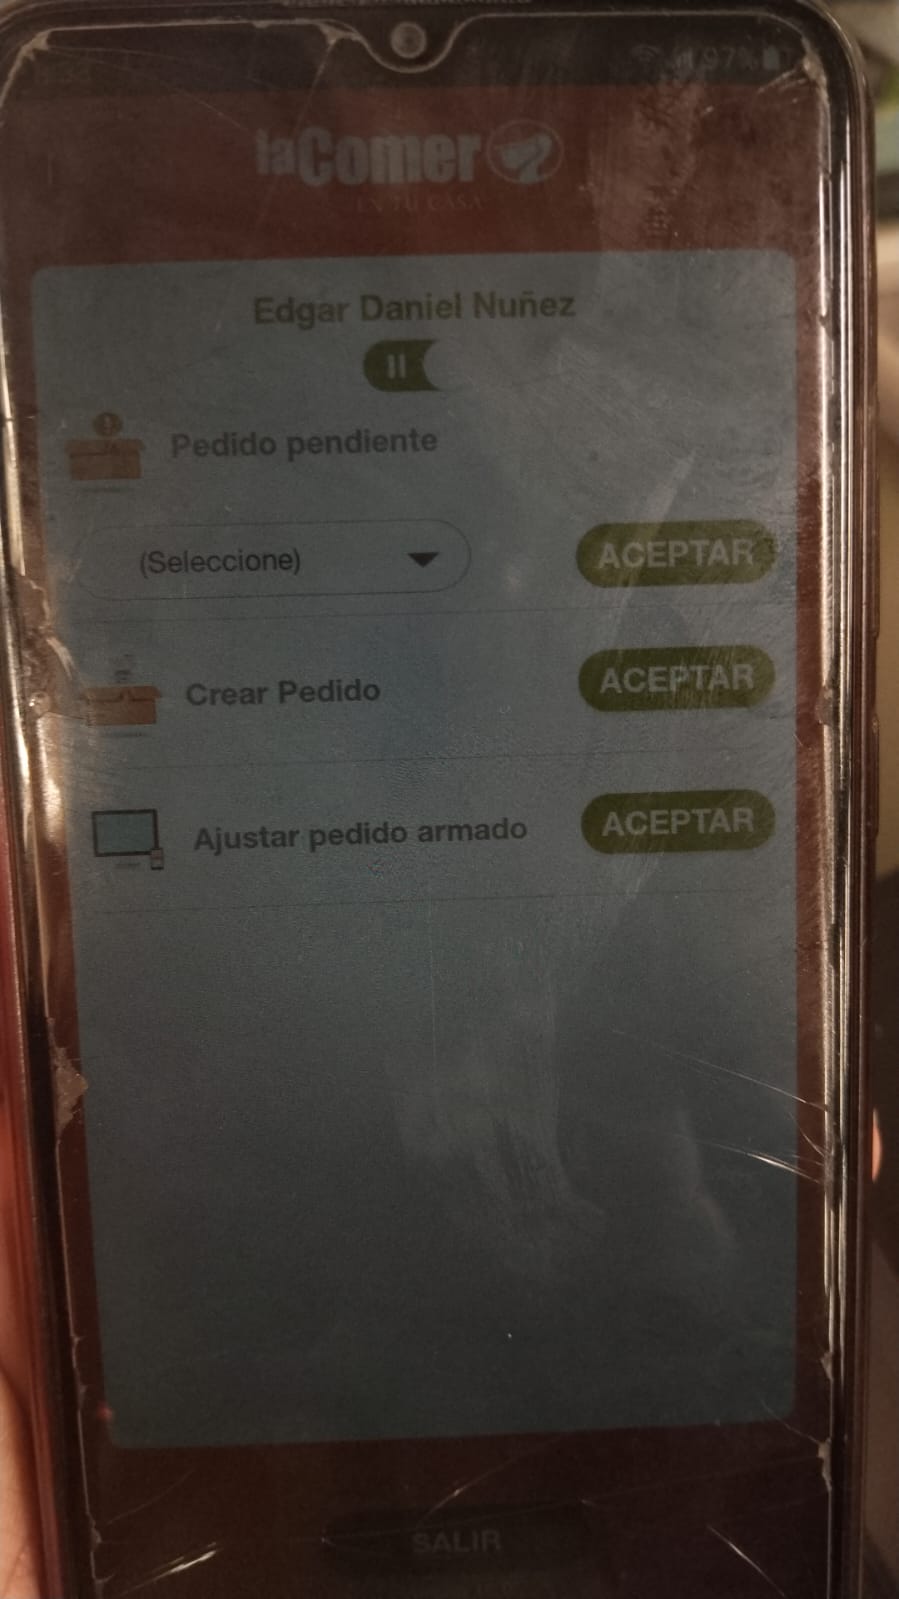 97%
laComer
EN TU CASA
Edgar Daniel Nuñez
Pedido pendiente
(Seleccione)
ACEPTAR
Crear Pedido
ACEPTAR
Ajustar pedido armado
ACEPTAR
SALIR